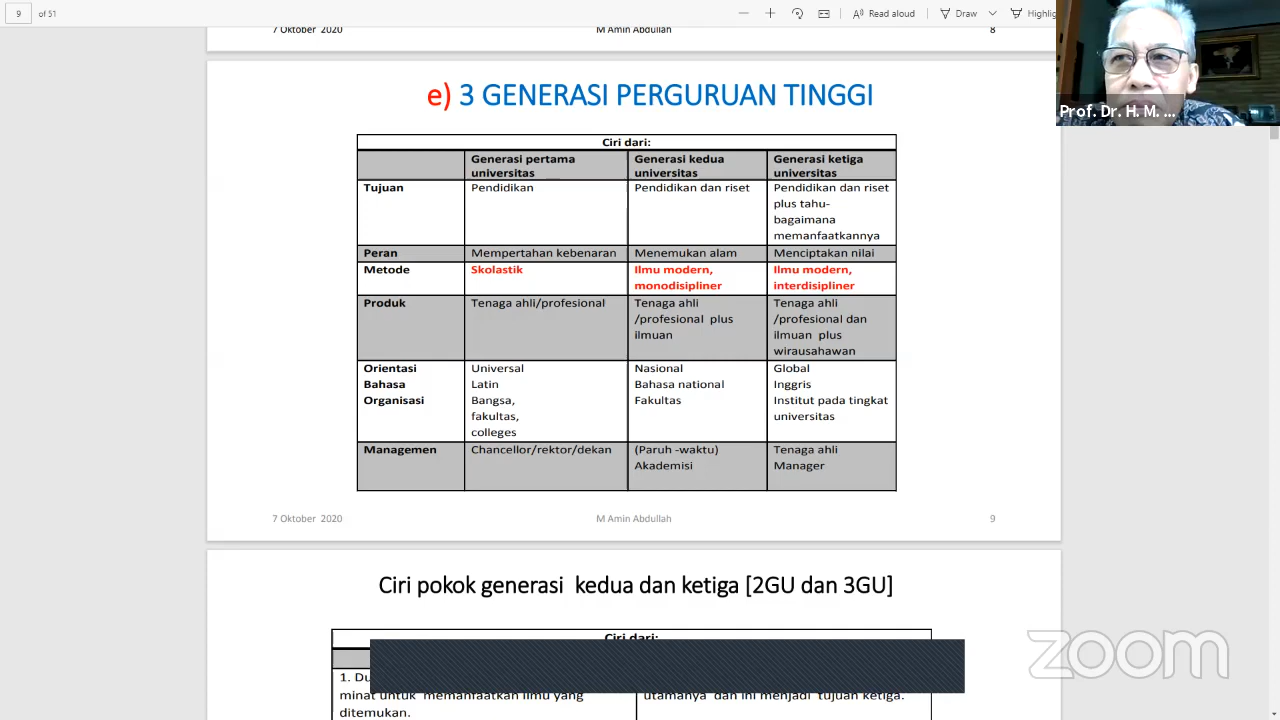 9 of 51
Read aloud
Draw
Highlig
7 Oktober 2020 M Amin Abdullah 8
Prof. Dr. H. M. ...
e) 3 GENERASI PERGURUAN TINGGI
Ciri dari:
Generasi pertama universitas
Generasi kedua universitas
Generasi ketiga universitas
Tujuan
Pendidikan
Pendidikan dan riset
Pendidikan dan riset
plus tahu-
bagaimana
memanfaatkannya
Peran
Mempertahan kebenaran
Menemukan alam
Menciptakan nilai
Metode
Skolastik
Ilmu modern,
monodisipliner
Ilmu modern,
interdisipliner
Produk
Tenaga ahli/profesional
Tenaga ahli
/profesional plus
ilmuan
Tenaga ahli
/profesional dan
ilmuan plus
wirausahawan
Orientasi
Bahasa
Organisasi
Universal
Latin
Bangsa,
fakultas,
colleges
Nasional
Bahasa national
Fakultas
Global
Inggris
Institut pada tingkat
universitas
Managemen
Chancellor/rektor/dekan
(Paruh -waktu)
Akademisi
Tenaga ahli
Manager
7 Oktober 2020 M Amin Abdullah 9
Ciri pokok generasi kedua dan ketiga [2GU dan 3GU]
Ciri dari:
1. Du
minat untuk memanfaatkan ilmu yang
ditemukan.
utamanya dan ini menjadi tujuan ketiga.
zoom